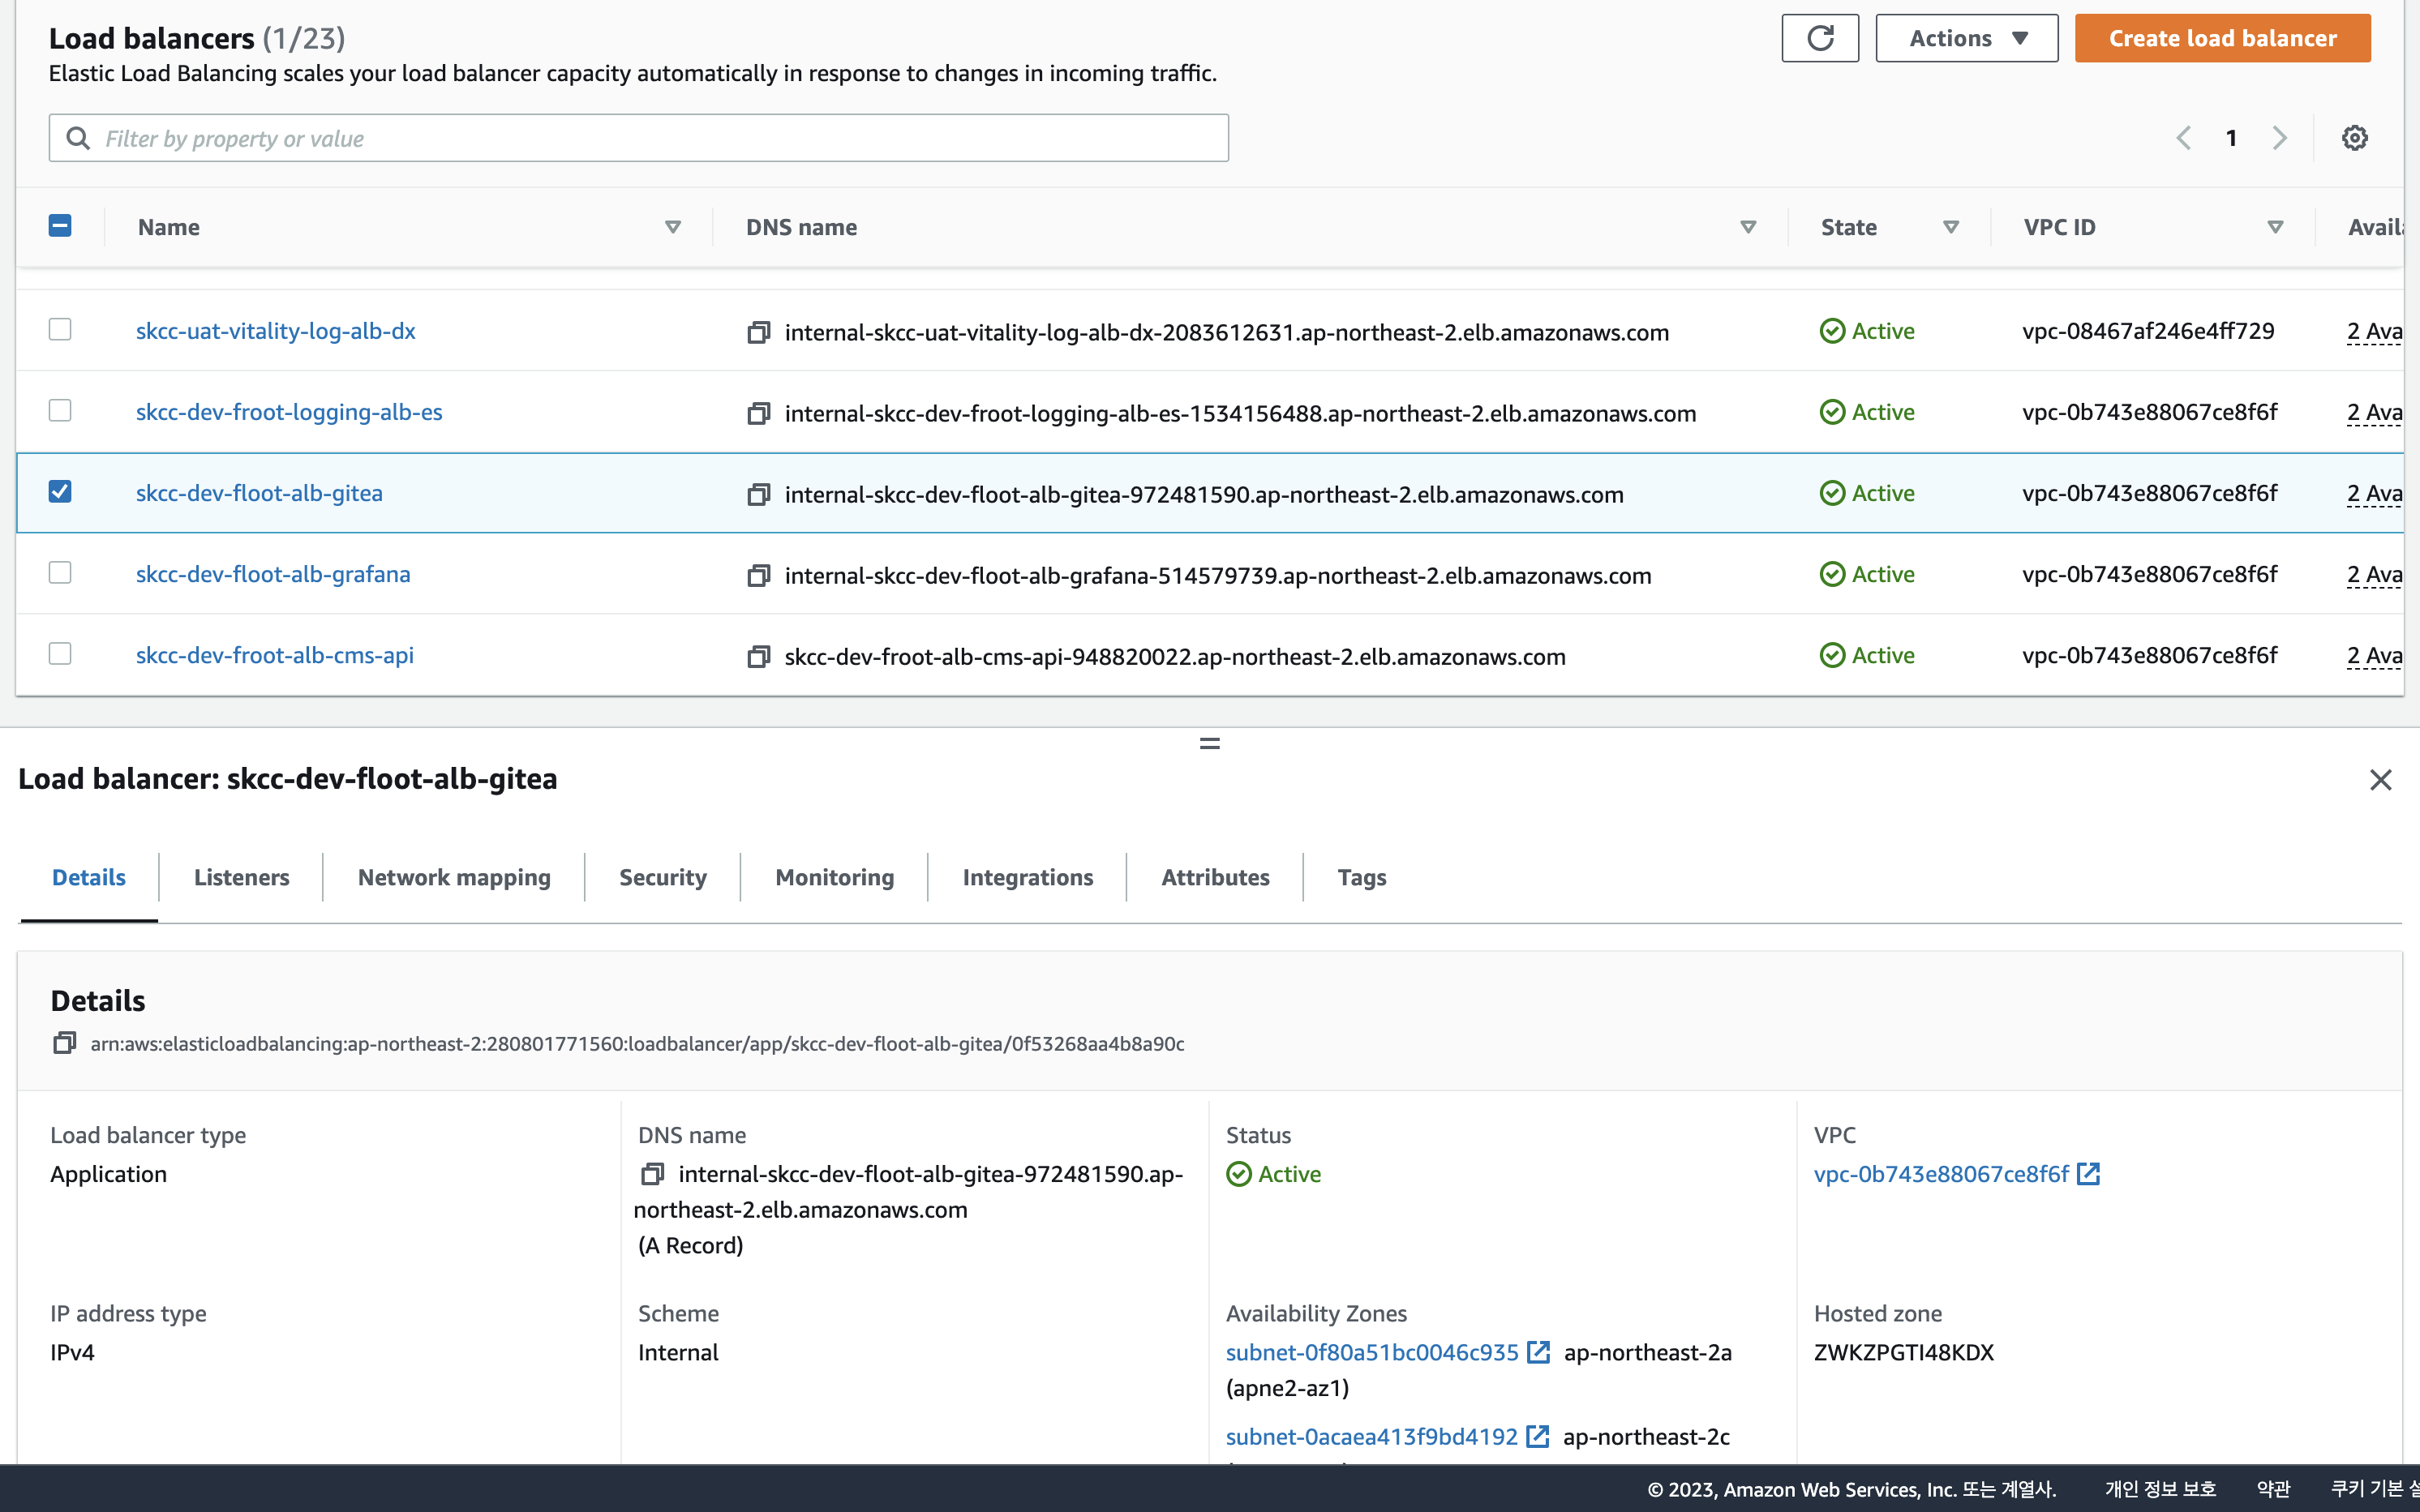 Load balancers (1/23)
Actions
Create load balancer
Elastic Load Balancing scales your load balancer capacity automatically in response to changes in incoming traffic.
Filter by property or value
1
Name
DNS name
State
VPC ID
skcc-uat-vitality-log-alb-dx
internal-skcc-uat-vitality-log-alb-dx-2083612631.ap-northeast-2.elb.amazonaws.com
Active
vpc-08467af246e4ff729
2
skcc-dev-froot-logging-alb-es
internal-skcc-dev-froot-logging-alb-es-1534156488.ap-northeast-2.elb.amazonaws.com
Active
vpc-0b743e88067ce8f6f
2
skcc-dev-floot-alb-gitea
internal-skcc-dev-floot-alb-gitea-972481590.ap-northeast-2.elb.amazonaws.com
Active
vpc-0b743e88067ce8f6f
2
skcc-dev-floot-alb-grafana
internal-skcc-dev-floot-alb-grafana-514579739.ap-northeast-2.elb.amazonaws.com
Active
vpc-0b743e88067ce8f6f
2
skcc-dev-froot-alb-cms-api
skcc-dev-froot-alb-cms-api-948820022.ap-northeast-2.elb.amazonaws.com
Active
vpc-0b743e88067ce8f6f
2
Load balancer: skcc-dev-floot-alb-gitea
Details
Listeners
Network mapping
Security
Monitoring
Integrations
Attributes
Tags
Details
arn:aws:elasticloadbalancing:ap-northeast-2:280801771560:loadbalancer/app/skcc-dev-floot-alb-gitea/0f53268aa4b8a90c
Load balancer type
Application
DNS name
internal-skcc-dev-floot-alb-gitea-972481590.ap-
northeast-2.elb.amazonaws.com
(A Record)
Status
Active
VPC
vpc-0b743e88067ce8f6f
IP address type
IPv4
Scheme
Internal
Availability Zones
subnet-0f80a51bc0046c935 ap-northeast-2a
(apne2-az1)
subnet-0acaea413f9bd4192 ap-northeast-2c
Hosted zone
ZWKZPGTI48KDX
© 2023, Amazon Web Services, Inc. 또는 계열사.
개인 정보 보호
약관
쿠키 기본